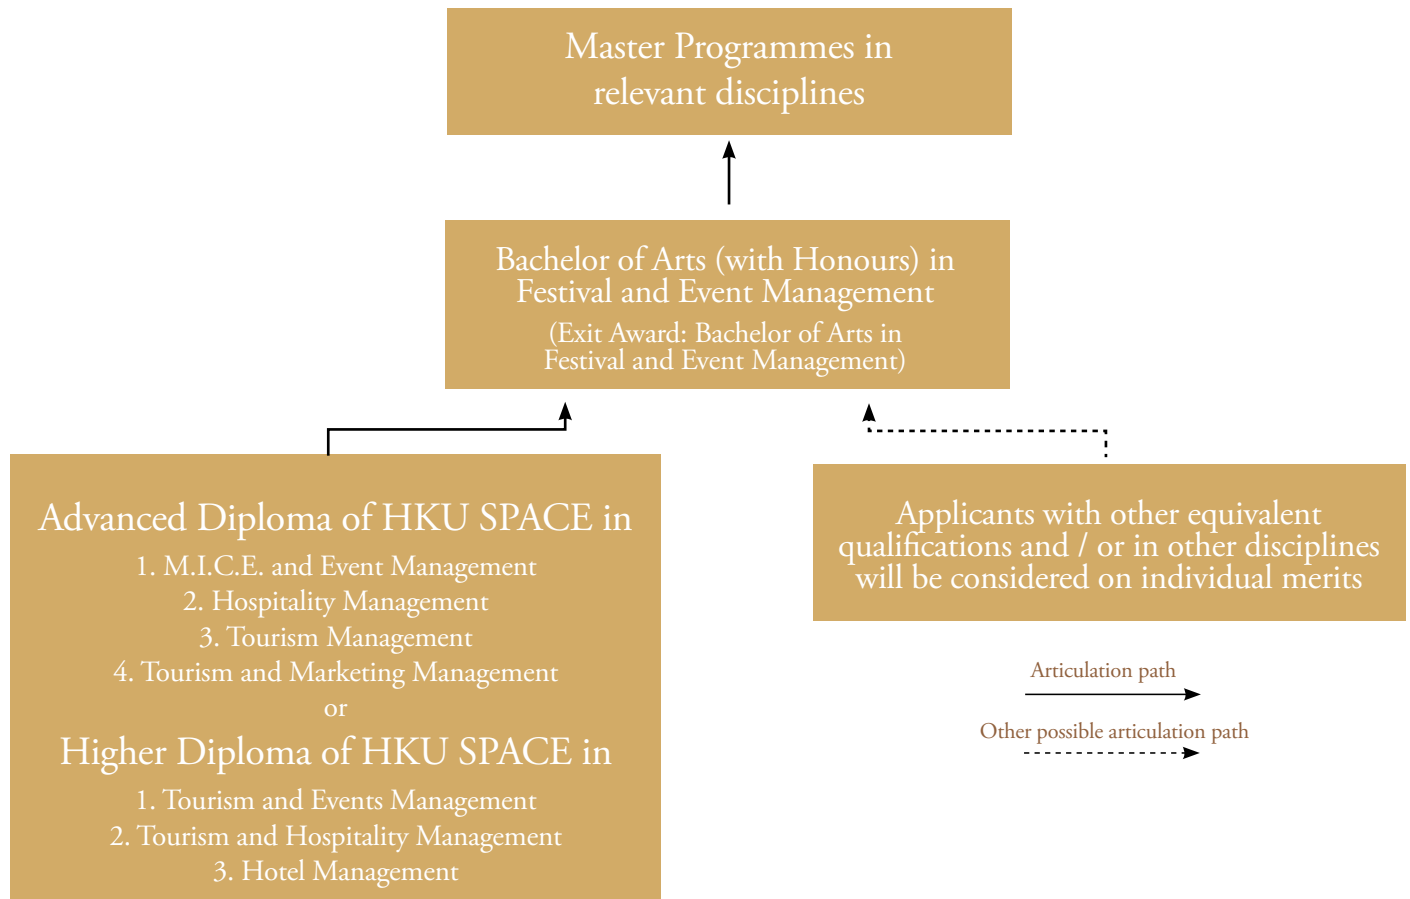 Master Programmes in
relevant disciplines
Bachelor of Arts (with Honours) in
Festival and Event Management
(Exit Award: Bachelor of Arts in
Festival and Event Management)
Advanced Diploma of HKU SPACE in
1. M.I.C.E. and Event Management
2. Hospitality Management
3. Tourism Management
4. Tourism and Marketing Management
or
Higher Diploma of HKU SPACE in
1. Tourism and Events Management
2. Tourism and Hospitality Management
3. Hotel Management
Applicants with other equivalent
qualifications and / or in other disciplines
will be considered on individual merits
Articulation path
Other possible articulation path